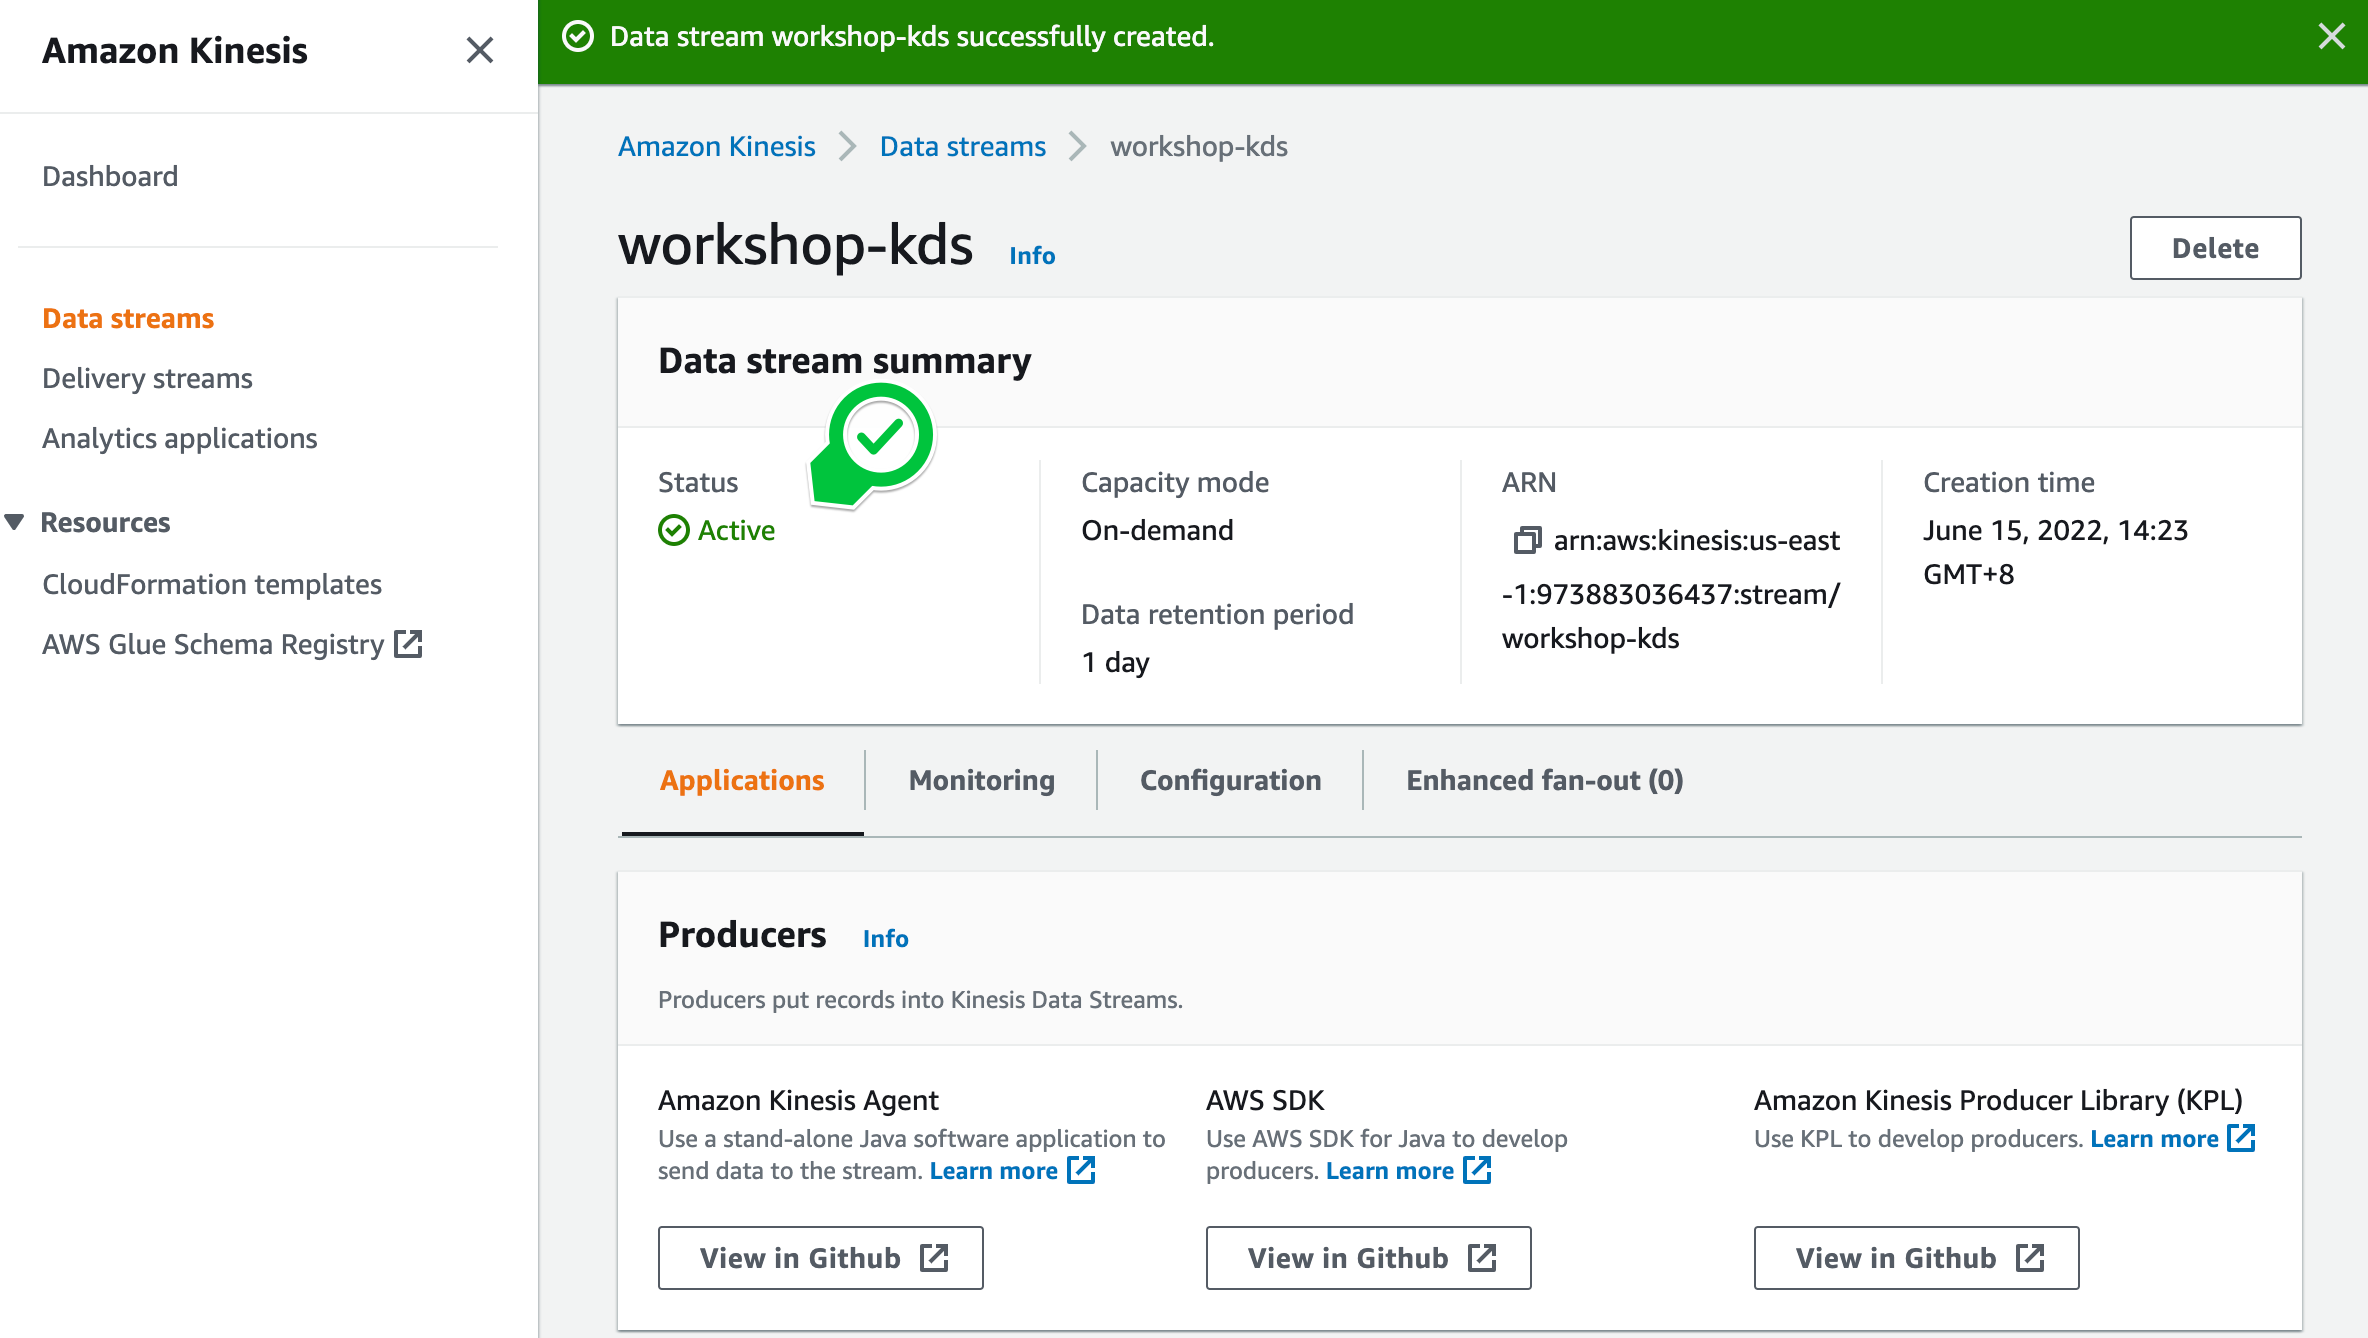 Amazon Kinesis
Dashboard
Data streams
Delivery streams
Analytics applications
Resources
CloudFormation templates
AWS Glue Schema Registry
Data stream workshop-kds successfully created.
Amazon Kinesis
Data streams
workshop-kds
workshop-kds Info
Delete
Data stream summary
Status
Active
Capacity mode
On-demand
Data retention period
1 day
ARN
arn:aws:kinesis:us-east
-1:973883036437:stream/
workshop-kds
Creation time
June 15, 2022, 14:23
GMT+8
Applications
Monitoring
Configuration
Enhanced fan-out (0)
Producers Info
Producers put records into Kinesis Data Streams.
Amazon Kinesis Agent
Use a stand-alone Java software application to
send data to the stream. Learn more
View in Github
AWS SDK
Use AWS SDK for Java to develop
producers. Learn more
View in Github
Amazon Kinesis Producer Library (KPL)
Use KPL to develop producers. Learn more
View in Github